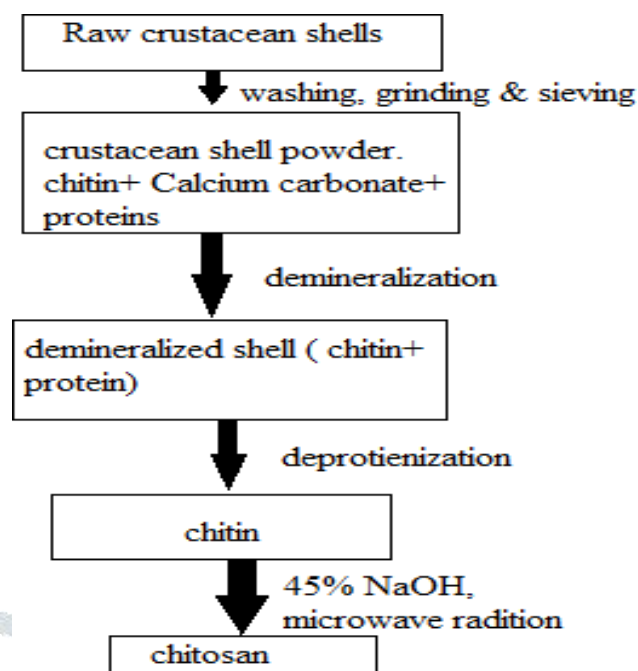 Raw crustacean shells
washing, grinding & sieving
crustacean shell powder.
chitin+ Calcium carbonate+
proteins
demineralization
demineralized shell ( chitin+
protein)
deprotienization
chitin
45% NaOH,
microwave radition
chitosan